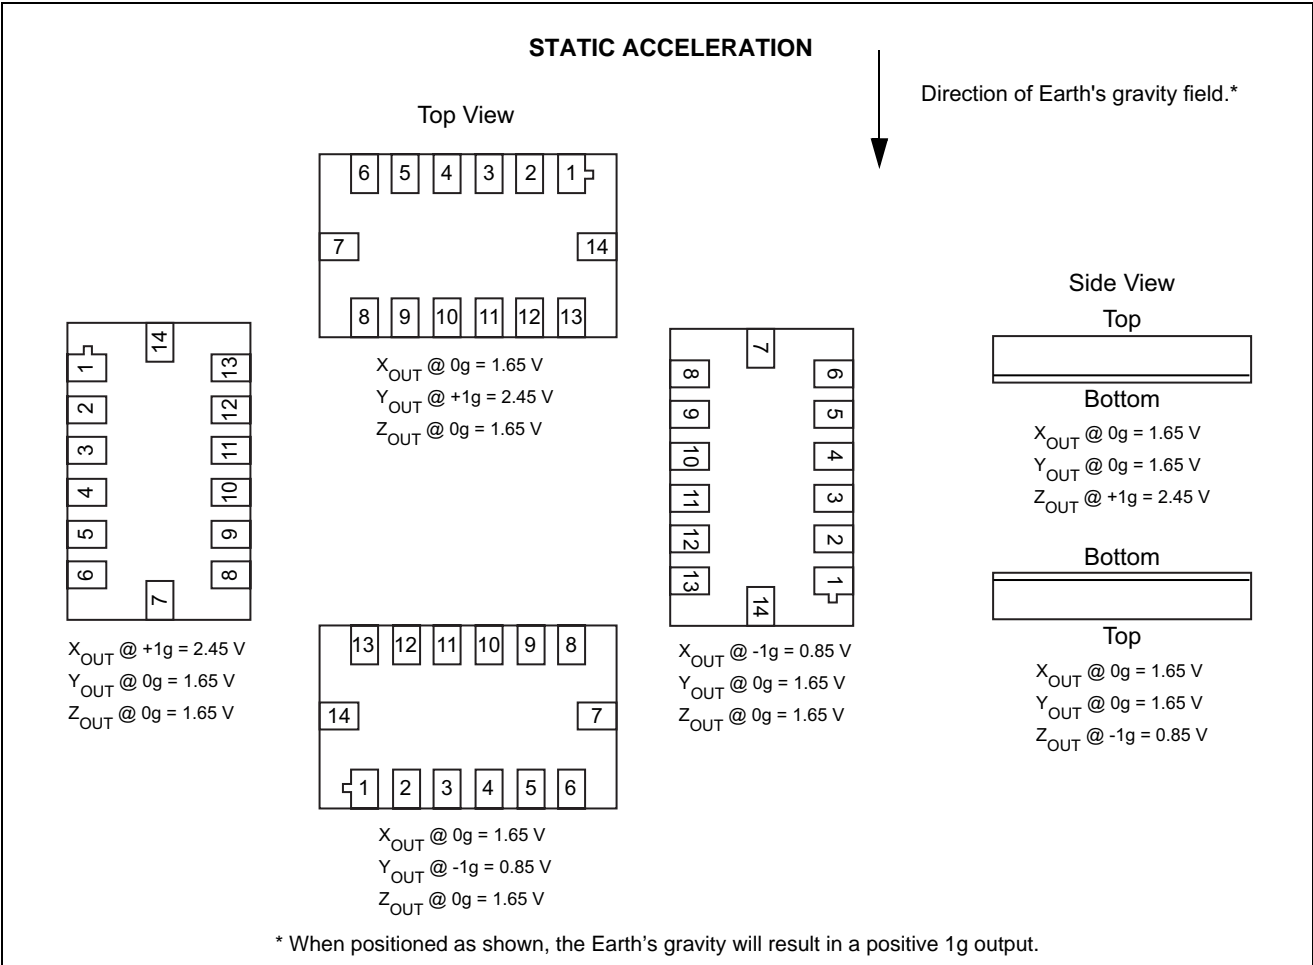 STATIC ACCELERATION
Direction of Earth's gravity field.*
Top View
6 5 4 3 2 1
7 14
8 9 10 11 12 13
XOUT @ 0g = 1.65 V
YOUT @ +1g = 2.45 V
ZOUT @ 0g = 1.65 V
14
1 13
2 12
3 11
4 10
5 9
6 8
7
XOUT @ +1g = 2.45 V
YOUT @ 0g = 1.65 V
ZOUT @ 0g = 1.65 V
13 12 11 10 9 8
14 7
1 2 3 4 5 6
XOUT @ 0g = 1.65 V
YOUT @ -1g = 0.85 V
ZOUT @ 0g = 1.65 V
7
8 6
9 5
10 4
11 3
12 2
13 1
14
XOUT @ -1g = 0.85 V
YOUT @ 0g = 1.65 V
ZOUT @ 0g = 1.65 V
Side View
Top
Bottom
XOUT @ 0g = 1.65 V
YOUT @ 0g = 1.65 V
ZOUT @ +1g = 2.45 V
Bottom
Top
XOUT @ 0g = 1.65 V
YOUT @ 0g = 1.65 V
ZOUT @ -1g = 0.85 V
* When positioned as shown, the Earth’s gravity will result in a positive 1g output.